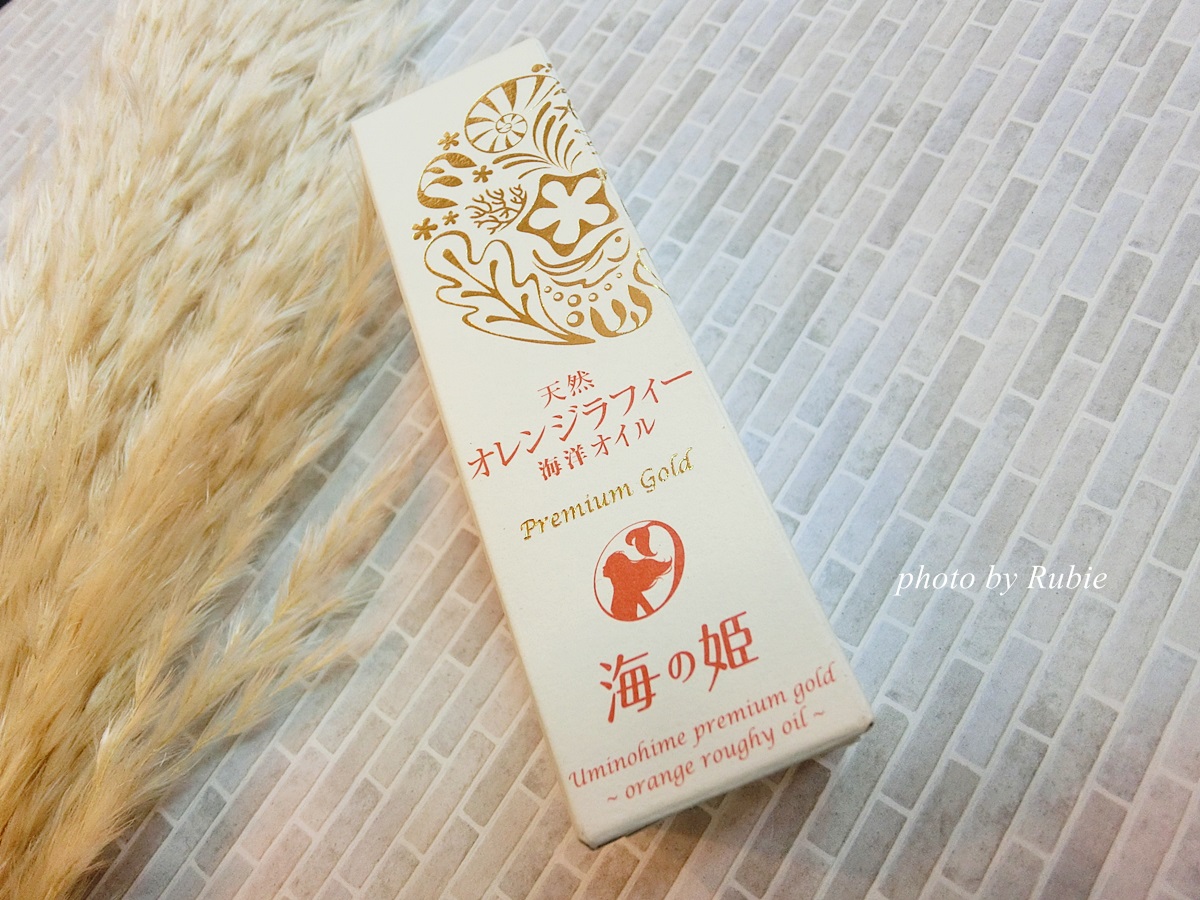 天然
オレンジラフィー
海洋オイル
Premium Gold
海の姫
Uminohime premium gold
~ orange roughy oil ~
photo by Rubie